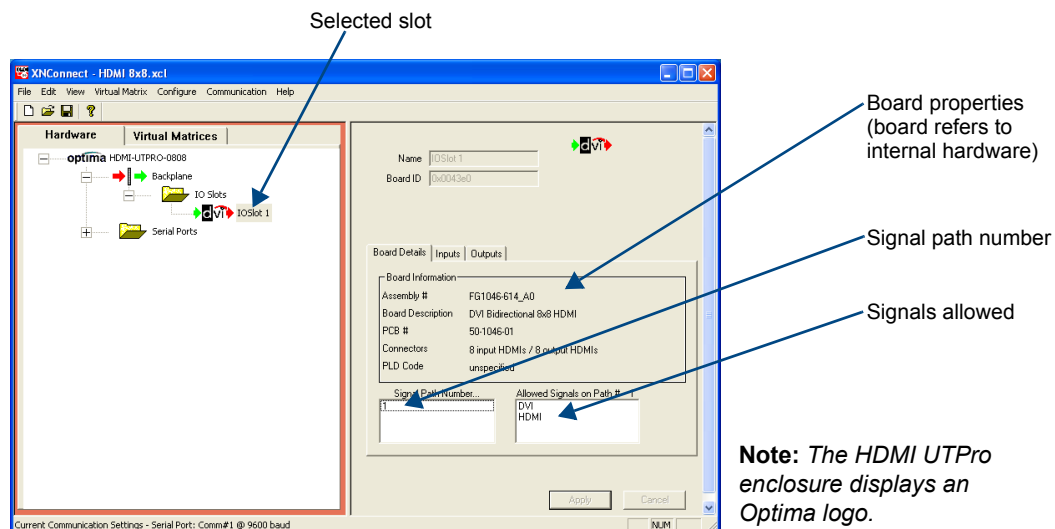 Selected slot
XNConnect - HDMI 8x8.xcl
File Edit View Virtual Matrix Configure Communication Help
Hardware Virtual Matrices
optima HDMI-UTPRO-0808
Backplane
IO Slots
dvi IOSlot 1
Serial Ports
dvi
Name IOSlot 1
Board ID 0x0043e0
Board Details Inputs Outputs
Board Information
Assembly # FG1046-614_A0
Board Description DVI Bidirectional 8x8 HDMI
PCB # 50-1046-01
Connectors 8 input HDMIs / 8 output HDMIs
PLD Code unspecified
Signal Path Number... Allowed Signals on Path # 1
1
DVI
HDMI
Apply Cancel
Current Communication Settings - Serial Port: Comm#1 @ 9600 baud NUM
Board properties
(board refers to
internal hardware)
Signal path number
Signals allowed
Note: The HDMI UTPro
enclosure displays an
Optima logo.